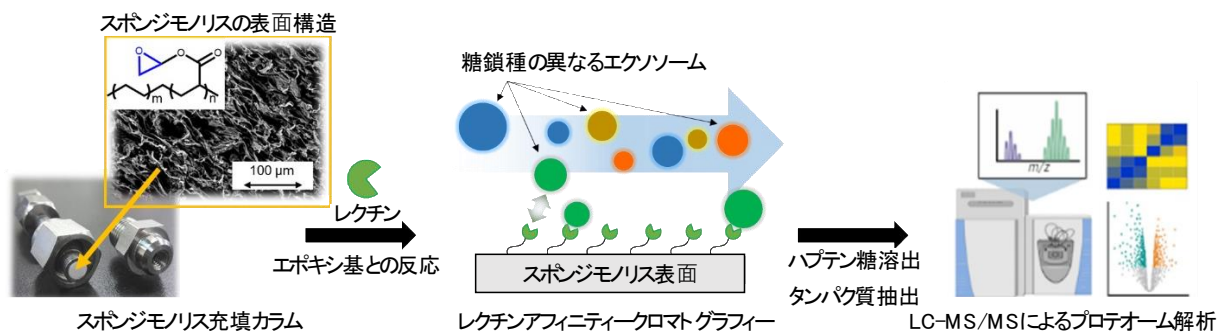 スポンジモノリスの表面構造
O
O
O
m
n
100 µm
スポンジモノリス充填カラム
レクチン
エポキシ基との反応
糖鎖種の異なるエクソソーム
スポンジモノリス表面
レクチンアフィニティークロマトグラフィー
ハプテン糖溶出
タンパク質抽出
m/z
LC-MS/MSによるプロテオーム解析